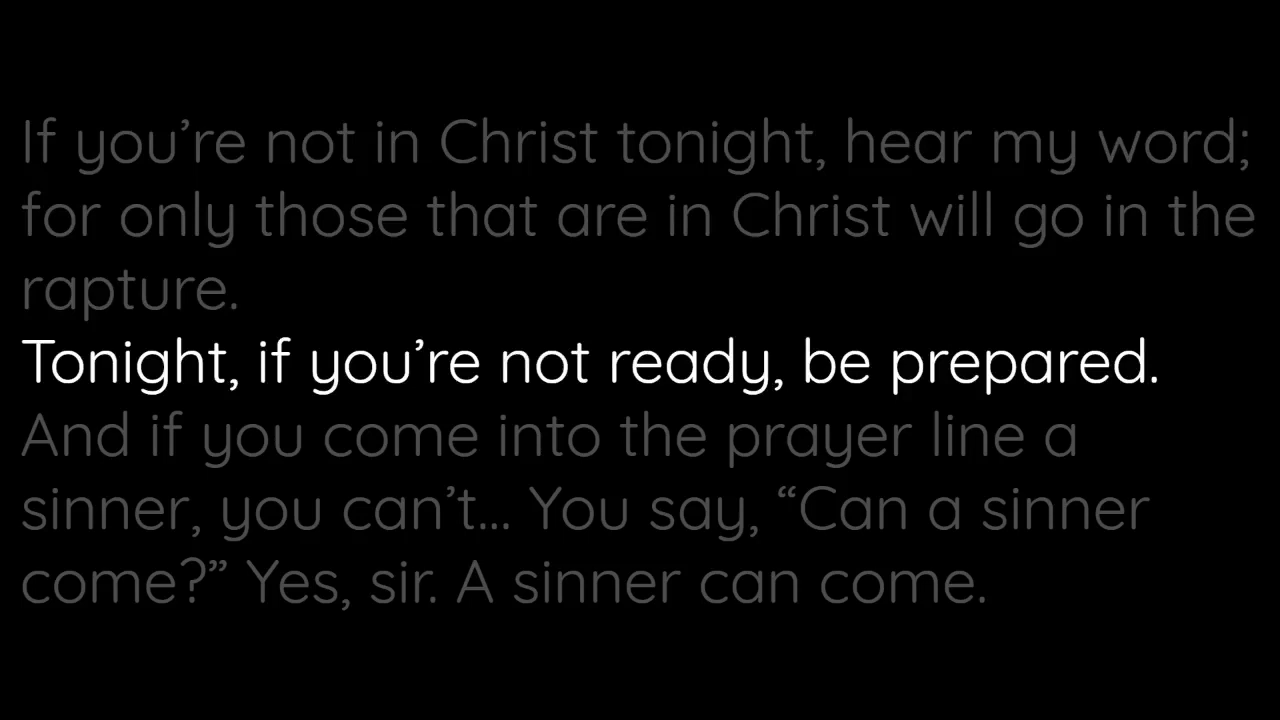 If you’re not in Christ tonight, hear my word;
for only those that are in Christ will go in the
rapture.
Tonight, if you’re not ready, be prepared.
And if you come into the prayer line a
sinner, you can’t... You say, “Can a sinner
come?” Yes, sir. A sinner can come.